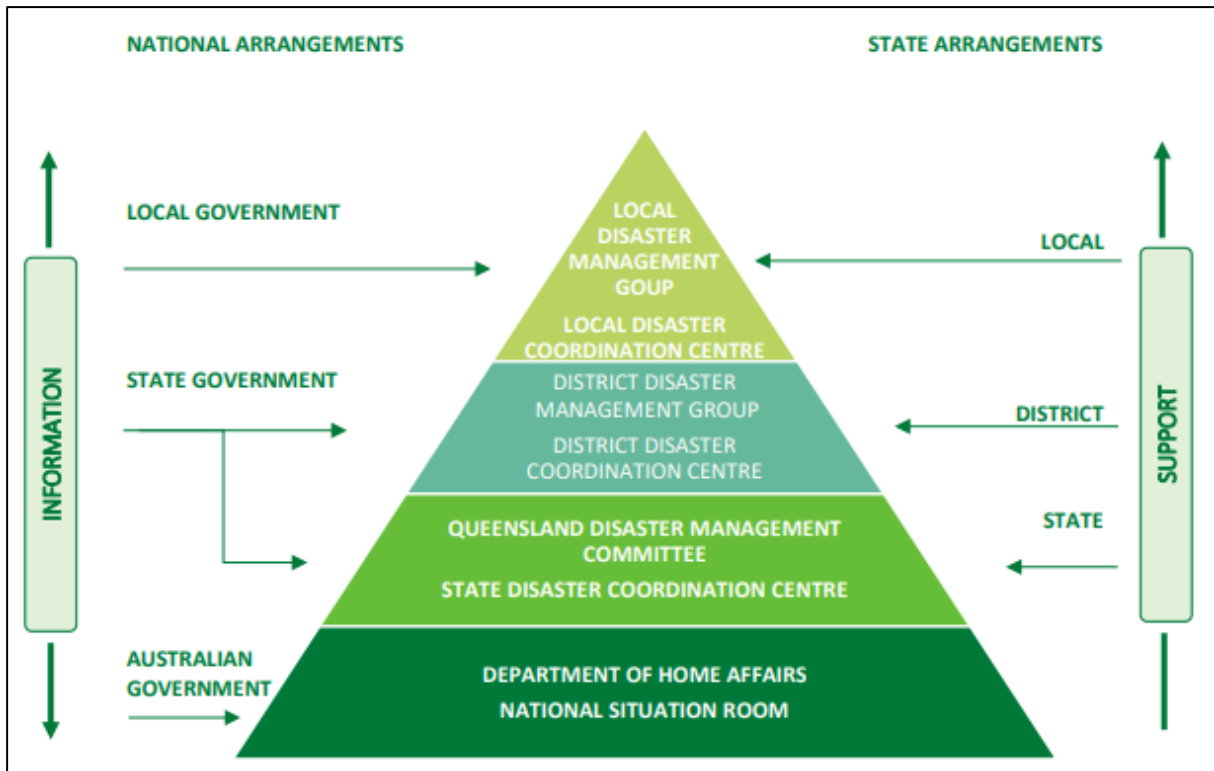 NATIONAL ARRANGEMENTS
STATE ARRANGEMENTS
LOCAL GOVERNMENT
STATE GOVERNMENT
AUSTRALIAN
GOVERNMENT
INFORMATION
LOCAL
DISASTER
MANAGEMENT
GOUP
LOCAL DISASTER
COORDINATION CENTRE
DISTRICT DISASTER
MANAGEMENT GROUP
DISTRICT DISASTER
COORDINATION CENTRE
QUEENSLAND DISASTER MANAGEMENT
COMMITTEE
STATE DISASTER COORDINATION CENTRE
DEPARTMENT OF HOME AFFAIRS
NATIONAL SITUATION ROOM
LOCAL
DISTRICT
STATE
SUPPORT